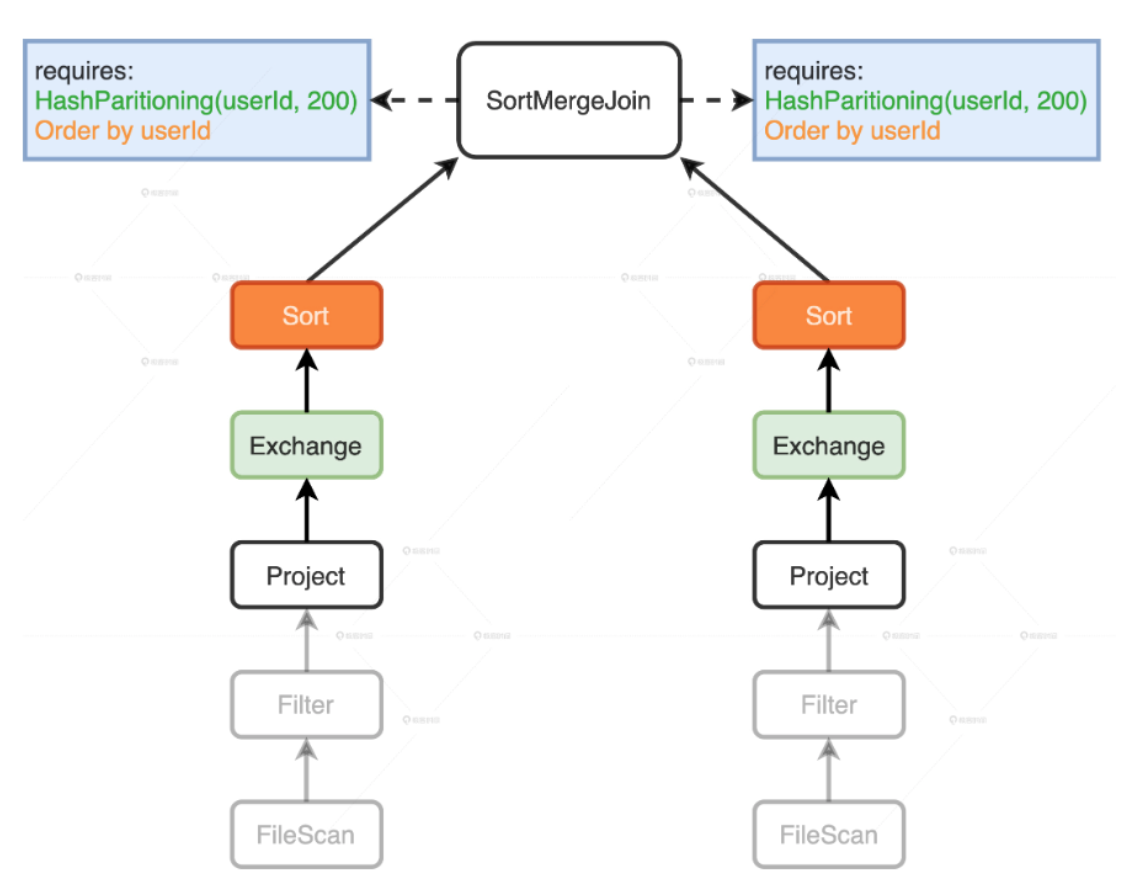 requires:
HashParitioning(userId, 200)
Order by userId
SortMergeJoin
requires:
HashParitioning(userId, 200)
Order by userId
Sort
Sort
Exchange
Exchange
Project
Project
Filter
Filter
FileScan
FileScan